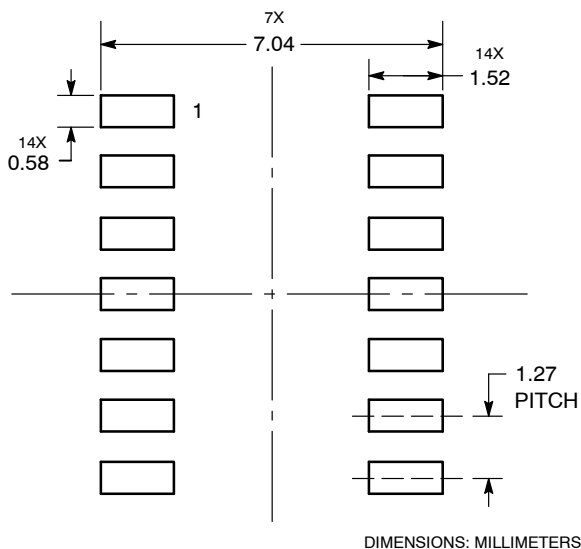 7X
7.04
14X
1.52
1
14X
0.58
1.27
PITCH
DIMENSIONS: MILLIMETERS